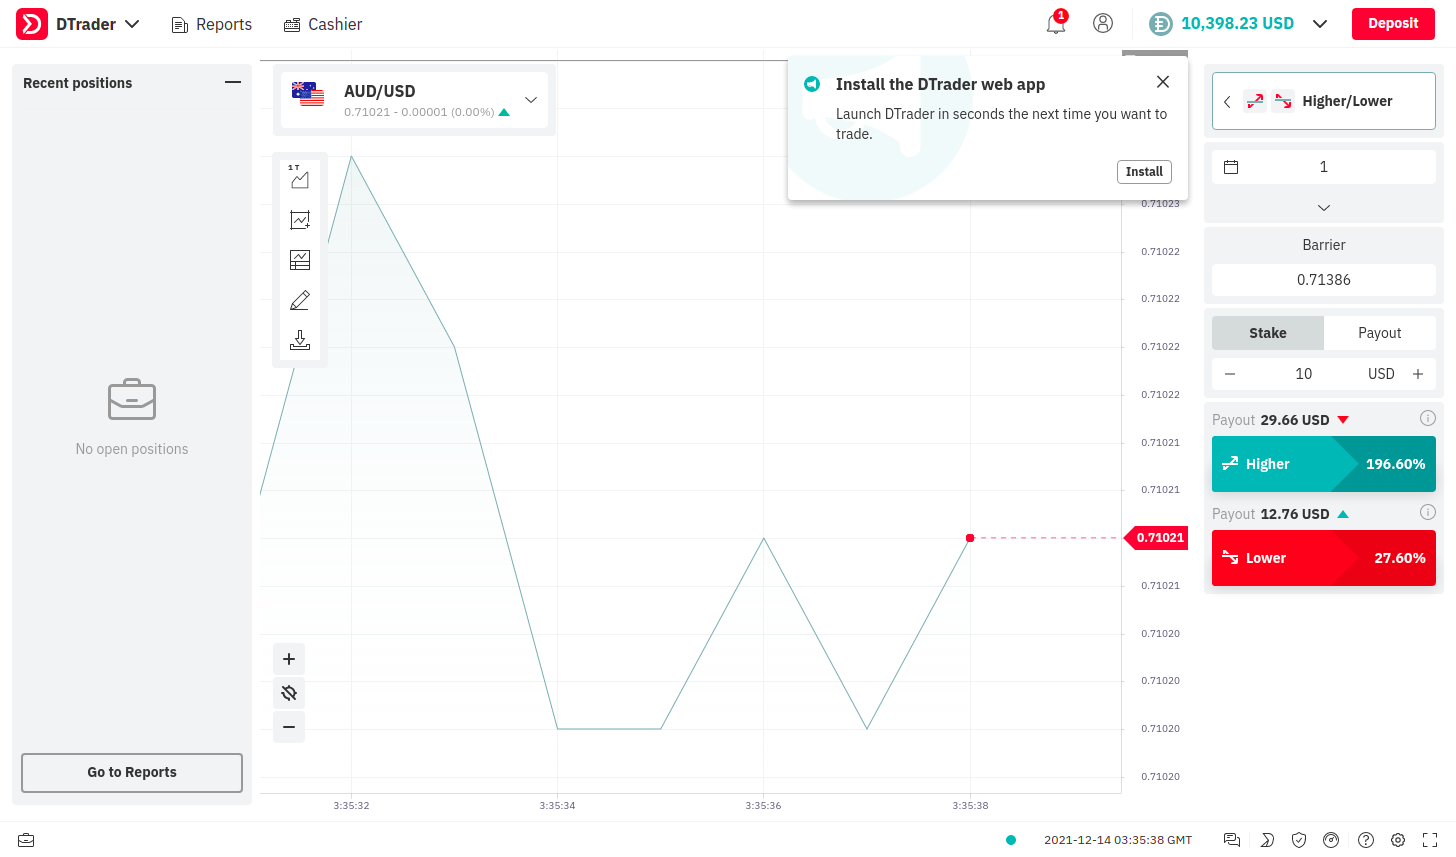 DTrader
Reports
Cashier
1
10,398.23 USD
Deposit
Recent positions
No open positions
Go to Reports
AUD/USD
0.71021 - 0.00001 (0.00%)
1 T
Install the DTrader web app
Launch DTrader in seconds the next time you want to
trade.
Install
0.71023
0.71022
0.71022
0.71022
0.71022
0.71021
0.71021
0.71021
0.71021
0.71020
0.71020
0.71020
0.71020
3:35:32
3:35:34
3:35:36
3:35:38
Higher/Lower
1
Barrier
0.71386
Stake
Payout
10
USD
Payout 29.66 USD
Higher
196.60%
Payout 12.76 USD
Lower
27.60%
2021-12-14 03:35:38 GMT